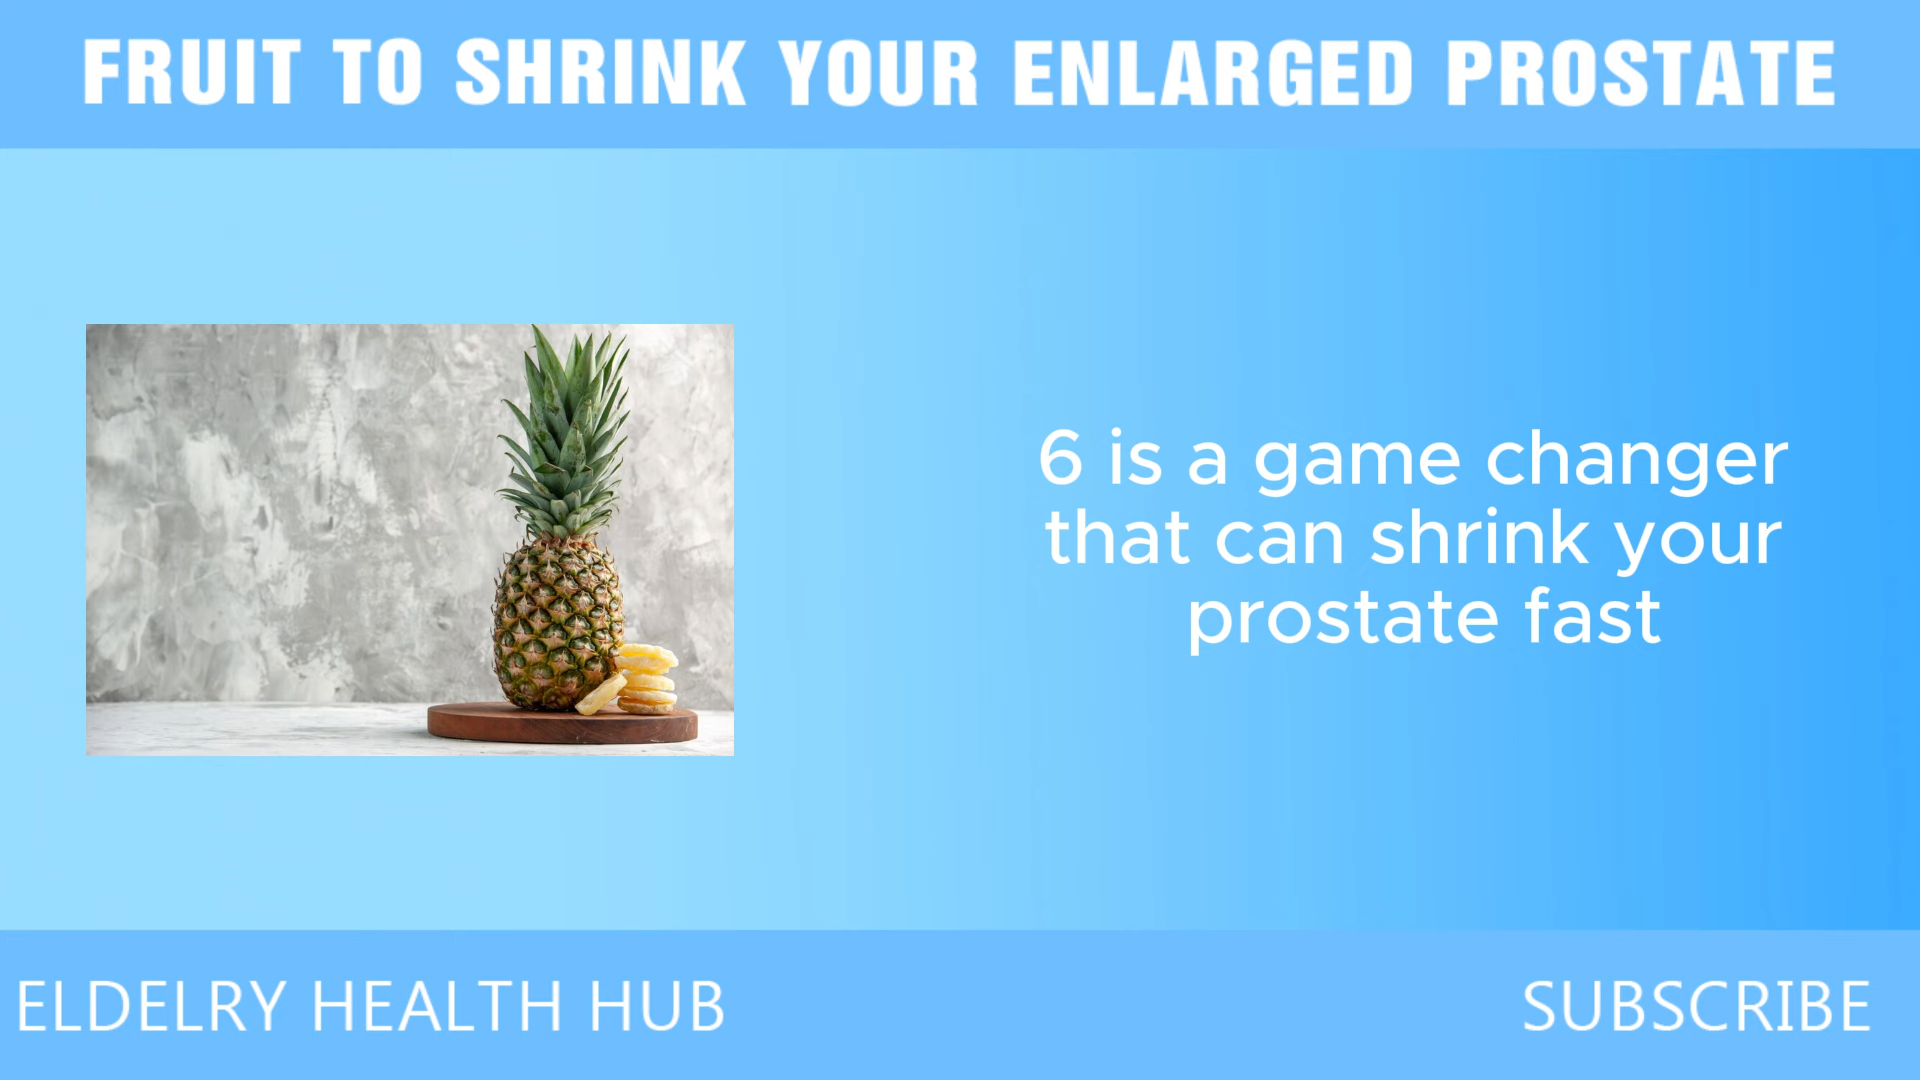 FRUIT TO SHRINK YOUR ENLARGED PROSTATE
6 is a game changer
that can shrink your
prostate fast
ELDELRY HEALTH HUB
SUBSCRIBE